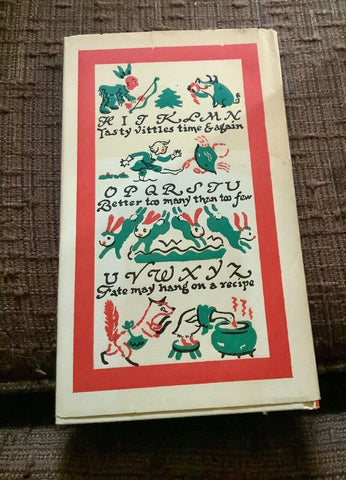 H I J K L M N
Tasty vittles time & again
O P Q R S T U
Better too many than too few
U V W X Y Z
Fate may hang on a recipe